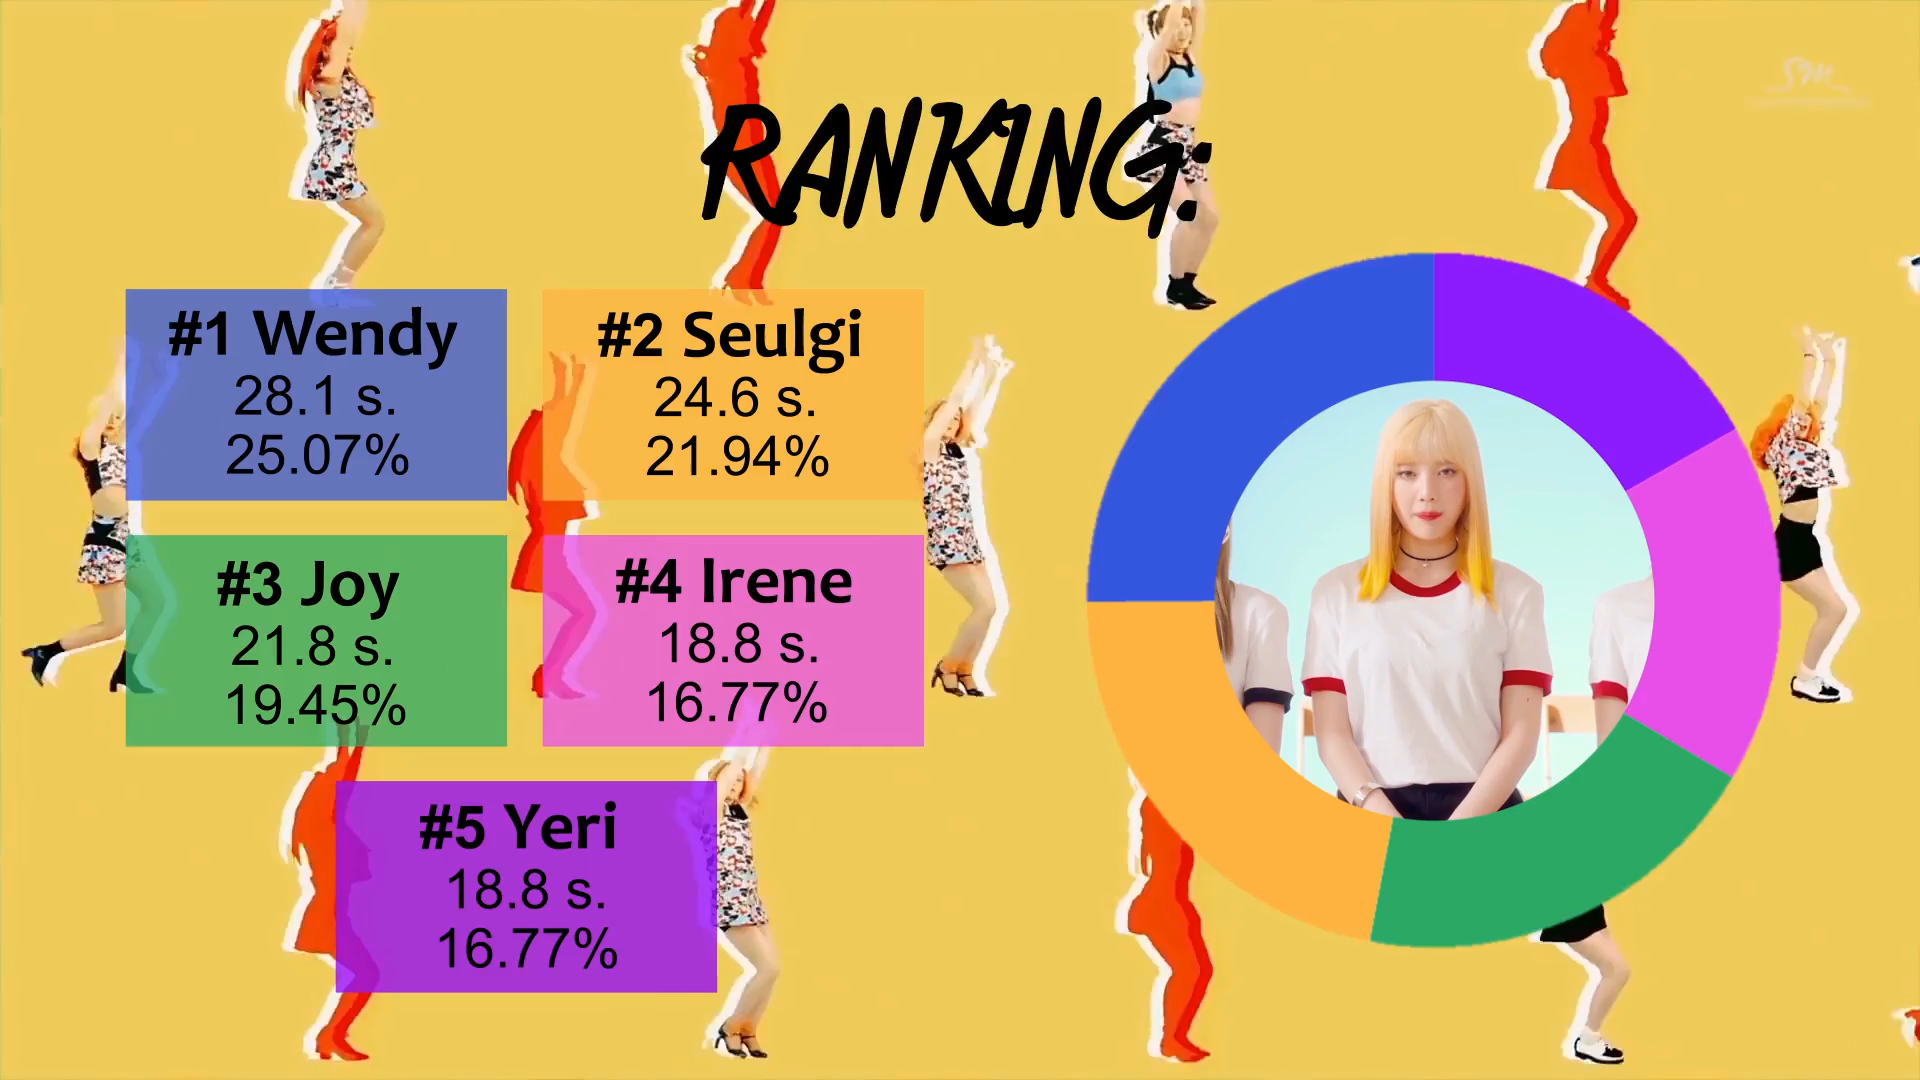 RANKING:
#1 Wendy
28.1 s.
25.07%
#2 Seulgi
24.6 s.
21.94%
#3 Joy
21.8 s.
19.45%
#4 Irene
18.8 s.
16.77%
#5 Yeri
18.8 s.
16.77%
SM